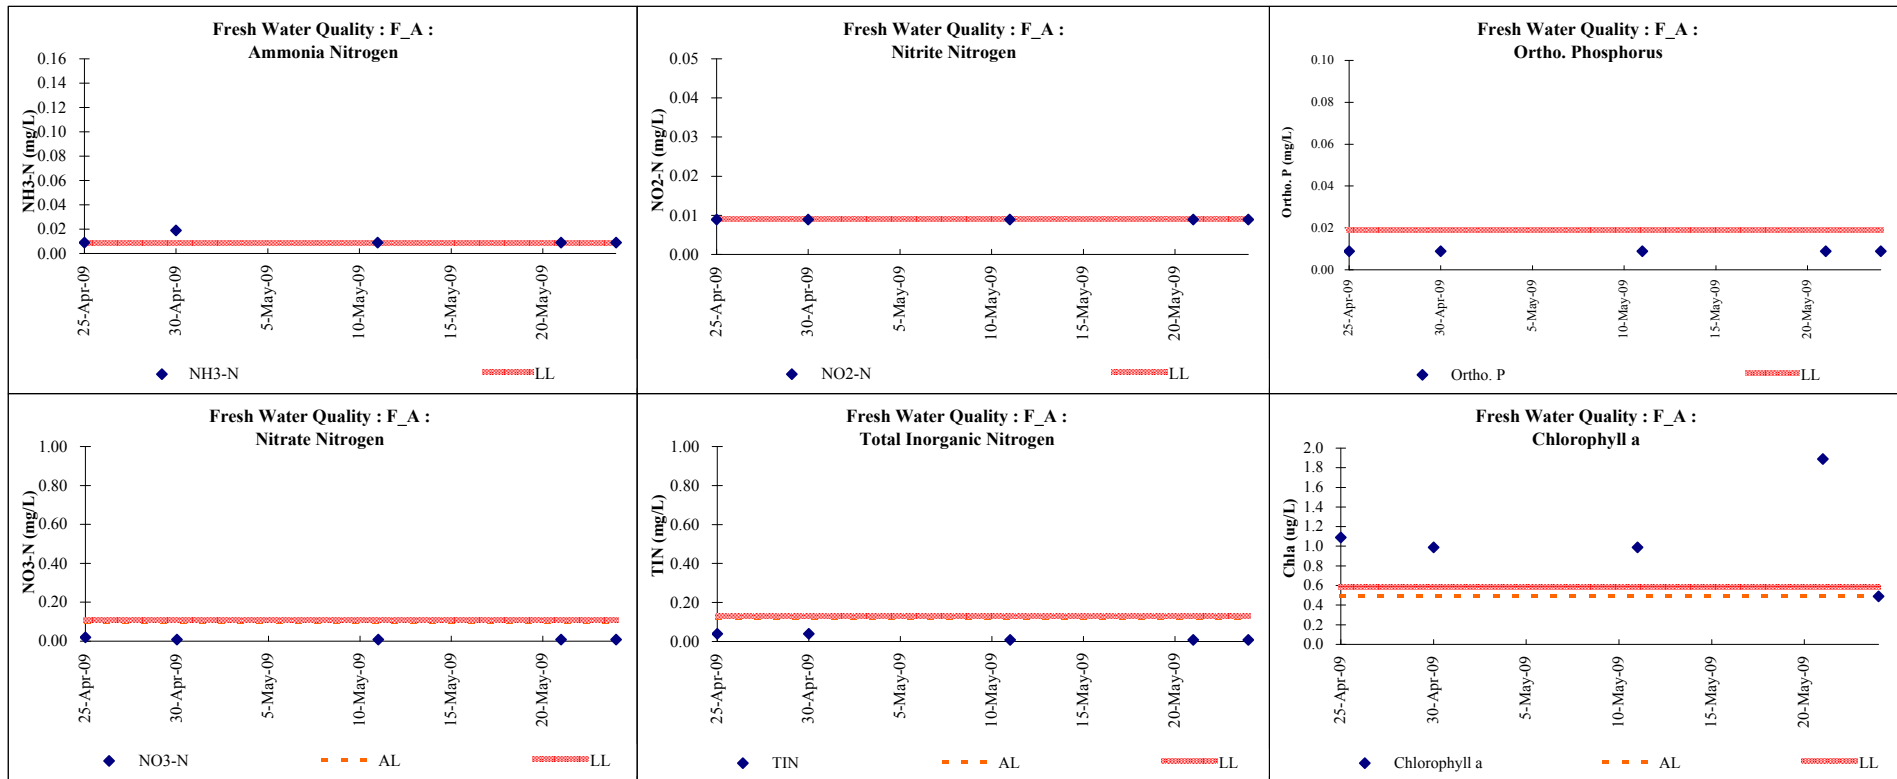 Fresh Water Quality : F_A :
Ammonia Nitrogen
NH3-N (mg/L)
0.16
0.14
0.12
0.10
0.08
0.06
0.04
0.02
0.00
25-Apr-09
30-Apr-09
5-May-09
10-May-09
15-May-09
20-May-09
NH3-N
LL
Fresh Water Quality : F_A :
Nitrite Nitrogen
NO2-N (mg/L)
0.05
0.04
0.03
0.02
0.01
0.00
25-Apr-09
30-Apr-09
5-May-09
10-May-09
15-May-09
20-May-09
NO2-N
LL
Fresh Water Quality : F_A :
Ortho. Phosphorus
Ortho. P (mg/L)
0.10
0.08
0.06
0.04
0.02
0.00
25-Apr-09
30-Apr-09
5-May-09
10-May-09
15-May-09
20-May-09
Ortho. P
LL
Fresh Water Quality : F_A :
Nitrate Nitrogen
NO3-N (mg/L)
1.00
0.80
0.60
0.40
0.20
0.00
25-Apr-09
30-Apr-09
5-May-09
10-May-09
15-May-09
20-May-09
NO3-N
AL
LL
Fresh Water Quality : F_A :
Total Inorganic Nitrogen
TIN (mg/L)
1.00
0.80
0.60
0.40
0.20
0.00
25-Apr-09
30-Apr-09
5-May-09
10-May-09
15-May-09
20-May-09
TIN
AL
LL
Fresh Water Quality : F_A :
Chlorophyll a
Chla (ug/L)
2.0
1.8
1.6
1.4
1.2
1.0
0.8
0.6
0.4
0.2
0.0
25-Apr-09
30-Apr-09
5-May-09
10-May-09
15-May-09
20-May-09
Chlorophyll a
AL
LL